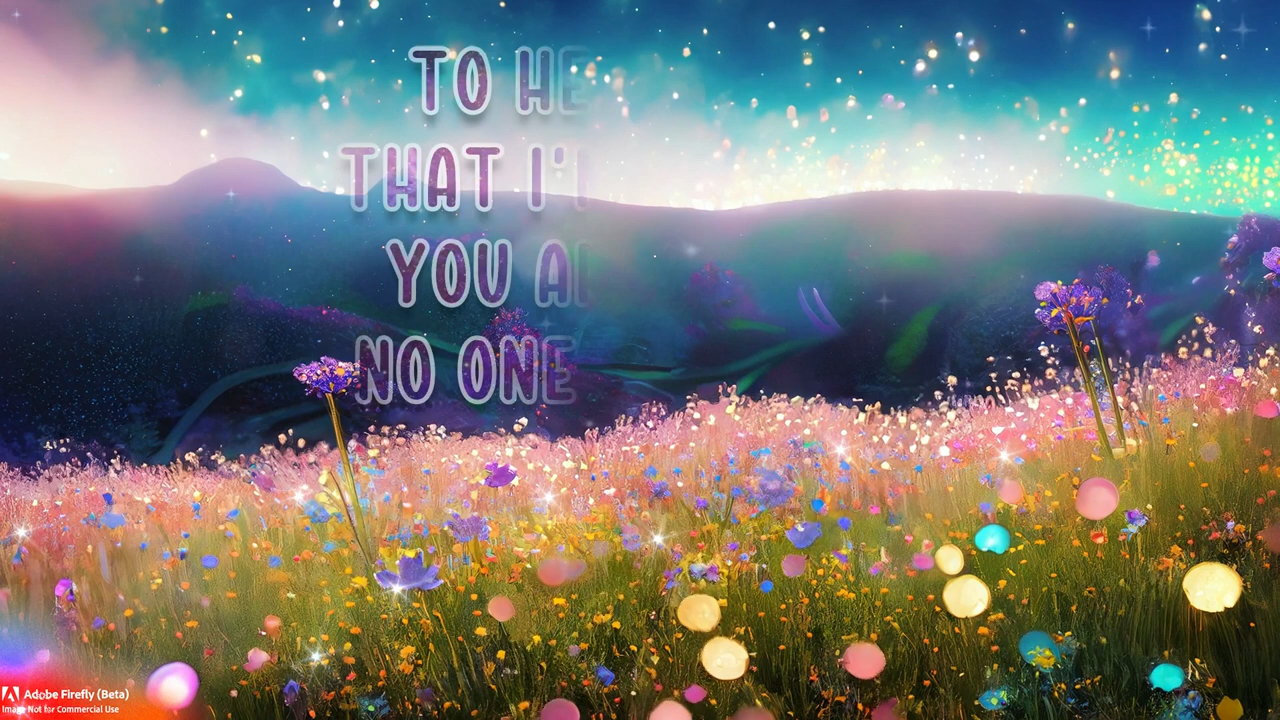 TO HE
THAT I'
YOU A
NO ONE
Adobe Firefly (Beta)
Image Not for Commercial Use